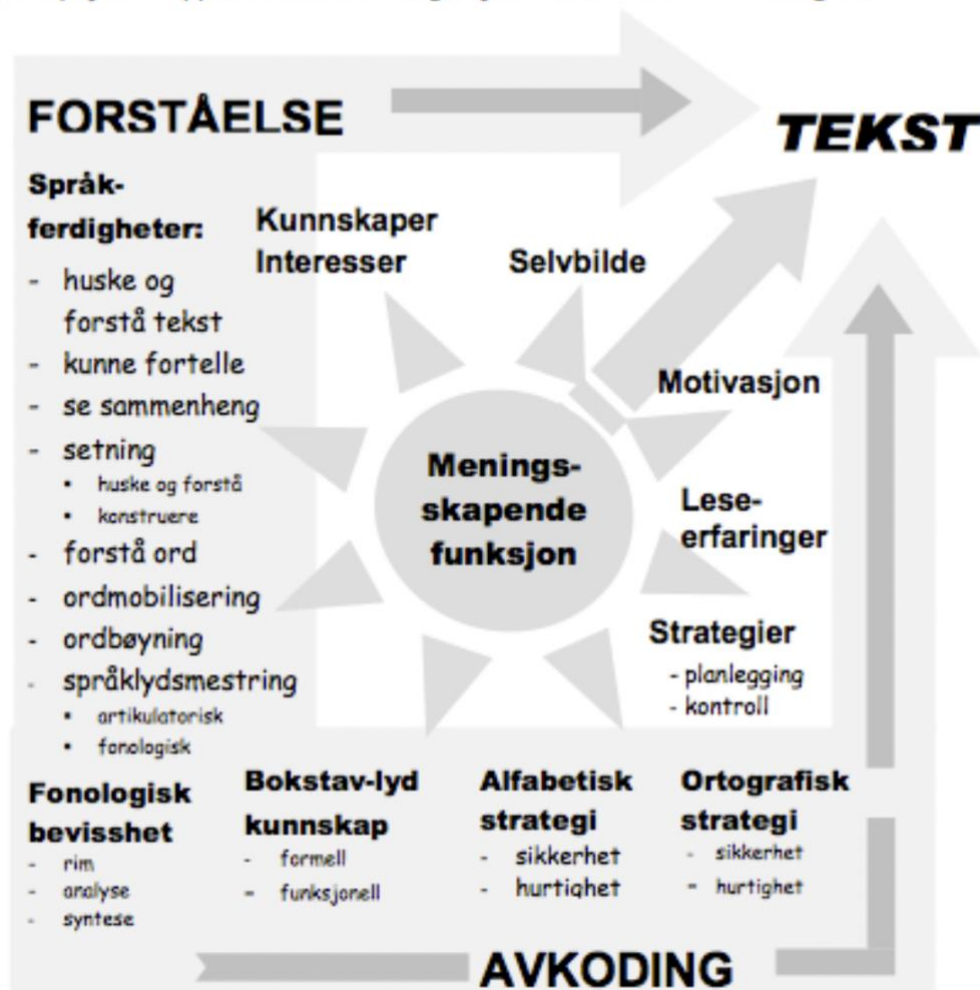 FORSTÅELSE
TEKST
Språk-
ferdigheter:
- huske og
forstå tekst
- kunne fortelle
- se sammenheng
- setning
▪ huske og forstå
▪ konstruere
- forstå ord
- ordmobilisering
- ordbøyning
- språklydsmestring
▪ artikulatorisk
▪ fonologisk
Kunnskaper
Interesser
Selvbilde
Motivasjon
Lese-
erfaringer
Strategier
- planlegging
- kontroll
Menings-
skapende
funksjon
Fonologisk
bevissthet
- rim
- analyse
- syntese
Bokstav-lyd
kunnskap
- formell
- funksjonell
Alfabetisk
strategi
- sikkerhet
- hurtighet
Ortografisk
strategi
- sikkerhet
- hurtighet
AVKODING